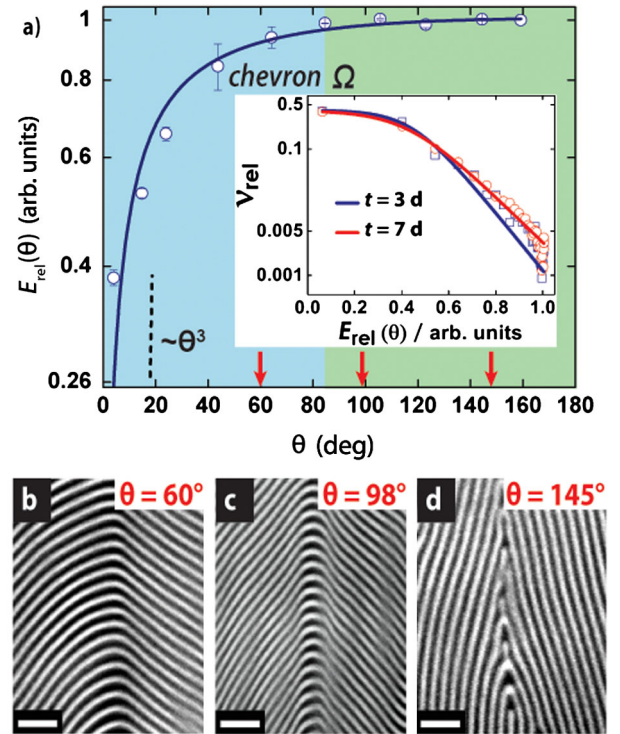 a)
1
0.8
0.6
0.4
0.26
E_rel(θ) (arb. units)
chevron Ω
~θ³
0 20 40 60 80 100 120 140 160 180
θ (deg)
0.5
0.1
0.005
0.001
ν_rel
t = 3 d
t = 7 d
0.0 0.2 0.4 0.6 0.8 1.0
E_rel (θ) / arb. units
b θ = 60°
c θ = 98°
d θ = 145°